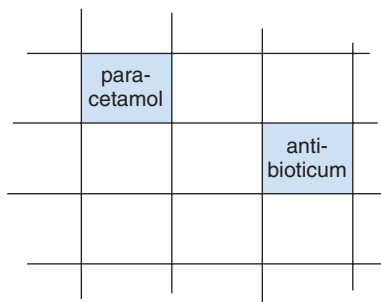 para-
cetamol
anti-
bioticum